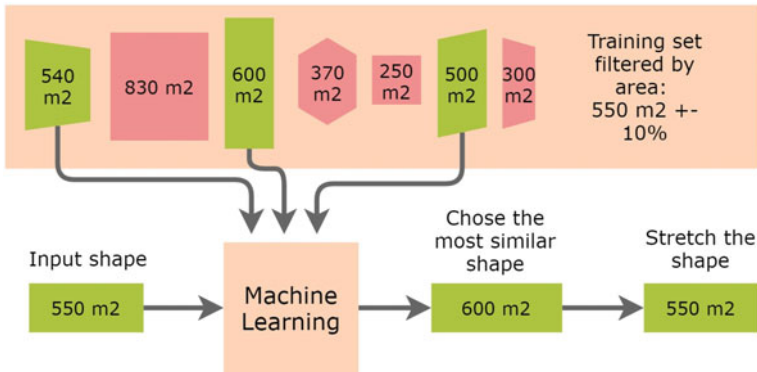 540
m2
830 m2
600
m2
370
m2
250
m2
500
m2
300
m2
Training set
filtered by
area:
550 m2 +-
10%
Input shape
550 m2
Machine
Learning
Chose the
most similar
shape
600 m2
Stretch the
shape
550 m2